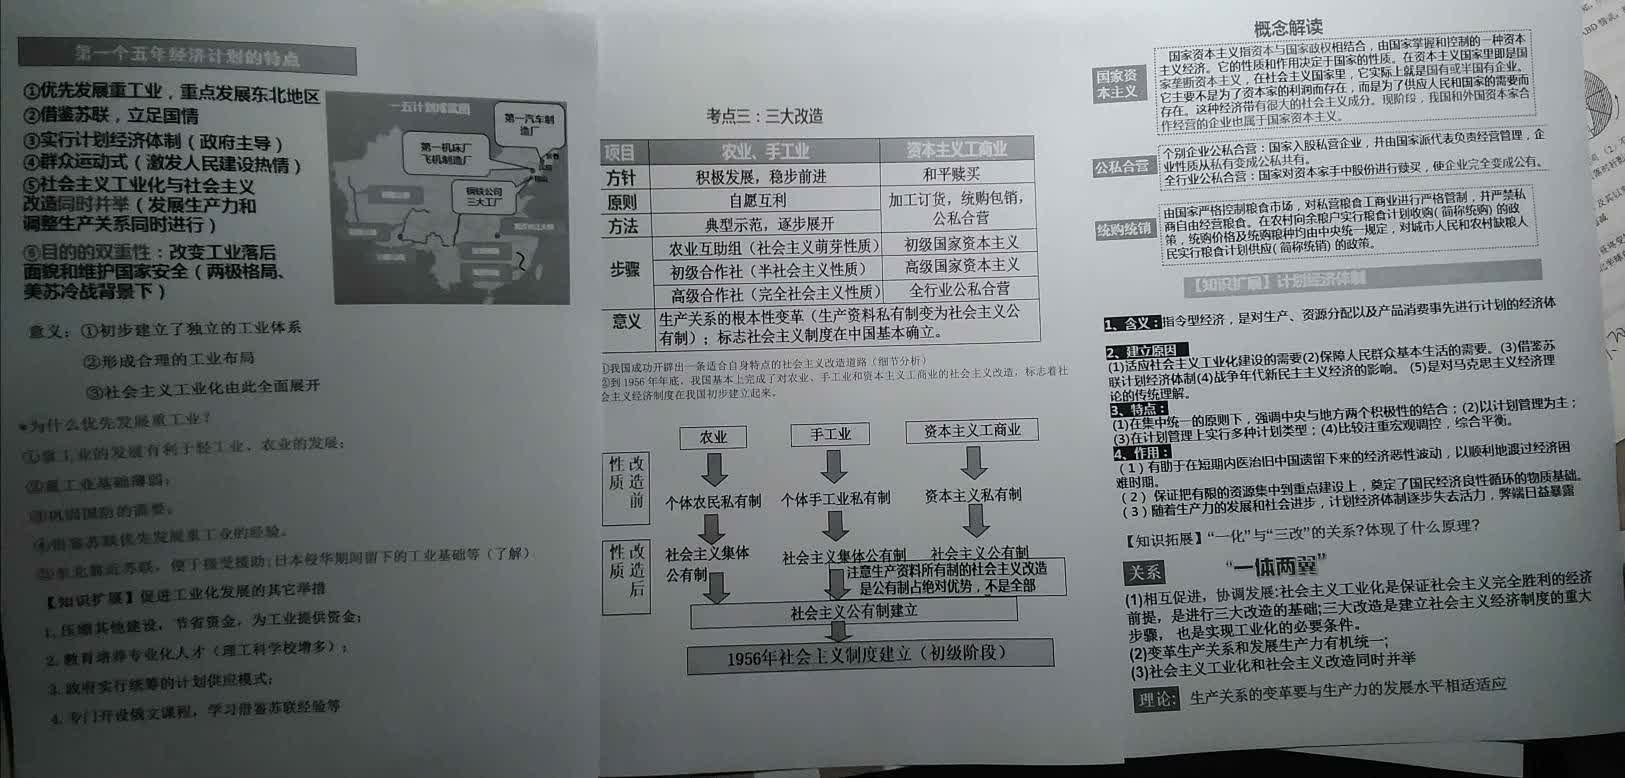 第一个五年经济计划的特点
①优先发展重工业，重点发展东北地区
②借鉴苏联，立足国情
③实行计划经济体制（政府主导）
④群众运动式（激发人民建设热情）
⑤社会主义工业化与社会主义
改造同时并举（发展生产力和
调整生产关系同时进行）
⑥目的的双重性：改变工业落后
面貌和维护国家安全（两极格局、
美苏冷战背景下）
一五计划成就图
第一汽车制
造厂
第一机床厂
飞机制造厂
钢铁公司
三大工厂
意义：①初步建立了独立的工业体系
②形成合理的工业布局
③社会主义工业化由此全面展开
*为什么优先发展重工业？
①重工业的发展有利于轻工业、农业的发展；
②重工业基础薄弱；
③巩固国防的需要。
④借鉴苏联优先发展重工业的经验。
⑤东北靠近苏联，便于接受援助；日本侵华期间留下的工业基础等（了解）
【知识扩展】促进工业化发展的其它举措
1. 压缩其他建设，节省资金，为工业提供资金；
2. 教育培养专业化人才（理工科学校增多）；
3. 政府实行统筹的计划供应模式；
4. 专门开设俄文课程，学习借鉴苏联经验等
考点三：三大改造
项目 农业、手工业 资本主义工商业
方针 积极发展，稳步前进 和平赎买
原则 自愿互利 加工订货，统购包销，
公私合营
方法 典型示范，逐步展开
步骤 农业互助组（社会主义萌芽性质） 初级国家资本主义
初级合作社（半社会主义性质） 高级国家资本主义
高级合作社（完全社会主义性质） 全行业公私合营
意义 生产关系的根本性变革（生产资料私有制变为社会主义公
有制）；标志社会主义制度在中国基本确立。
①我国成功开辟出一条适合自身特点的社会主义改造道路（细节分析）
②到1956年年底，我国基本上完成了对农业、手工业和资本主义工商业的社会主义改造，标志着社
会主义经济制度在我国初步建立起来。
农业 手工业 资本主义工商业
改造前
性质
个体农民私有制 个体手工业私有制 资本主义私有制
改造后
性质
社会主义集体
公有制
社会主义集体公有制 社会主义公有制
注意生产资料所有制的社会主义改造
是公有制占绝对优势，不是全部
社会主义公有制建立
1956年社会主义制度建立（初级阶段）
概念解读
国家资
本主义
国家资本主义指资本与国家政权相结合，由国家掌握和控制的一种资本
主义经济。它的性质和作用决定于国家的性质。在资本主义国家里即是国
家垄断资本主义，在社会主义国家里，它实际上就是国有或半国有企业。
它主要不是为了资本家的利润而存在，而是为了供应人民和国家的需要而
存在。这种经济带有很大的社会主义成分。现阶段，我国和外国资本家合
作经营的企业也属于国家资本主义。
公私合营
个别企业公私合营：国家入股私营企业，并由国家派代表负责经营管理，企
业性质从私有变成公私共有。
全行业公私合营：国家对资本家手中股份进行赎买，使企业完全变成公有。
统购统销
由国家严格控制粮食市场，对私营粮食工商业进行严格管制，并严禁私
商自由经营粮食。在农村向余粮户实行粮食计划收购(简称统购)的政
策，统购价格及统购粮种均由中央统一规定，对城市人民和农村缺粮人
民实行粮食计划供应(简称统销)的政策。
【知识扩展】计划经济体制
1、含义：指令型经济，是对生产、资源分配以及产品消费事先进行计划的经济体
2、建立原因
(1)适应社会主义工业化建设的需要(2)保障人民群众基本生活的需要。(3)借鉴苏
联计划经济体制(4)战争年代新民主主义经济的影响。 (5)是对马克思主义经济理
论的传统理解。
3、特点：
(1)在集中统一的原则下，强调中央与地方两个积极性的结合；(2)以计划管理为主；
(3)在计划管理上实行多种计划类型；(4)比较注重宏观调控，综合平衡。
4、作用：
（1）有助于在短期内医治旧中国遗留下来的经济恶性波动，以顺利地渡过经济困
难时期。
（2） 保证把有限的资源集中到重点建设上，奠定了国民经济良性循环的物质基础。
（3）随着生产力的发展和社会进步，计划经济体制逐步失去活力，弊端日益暴露
【知识拓展】“一化”与“三改”的关系?体现了什么原理?
关系 “一体两翼”
(1)相互促进，协调发展:社会主义工业化是保证社会主义完全胜利的经济
前提，是进行三大改造的基础;三大改造是建立社会主义经济制度的重大
步骤， 也是实现工业化的必要条件。
(2)变革生产关系和发展生产力有机统一;
(3)社会主义工业化和社会主义改造同时并举
理论: 生产关系的变革要与生产力的发展水平相适适应